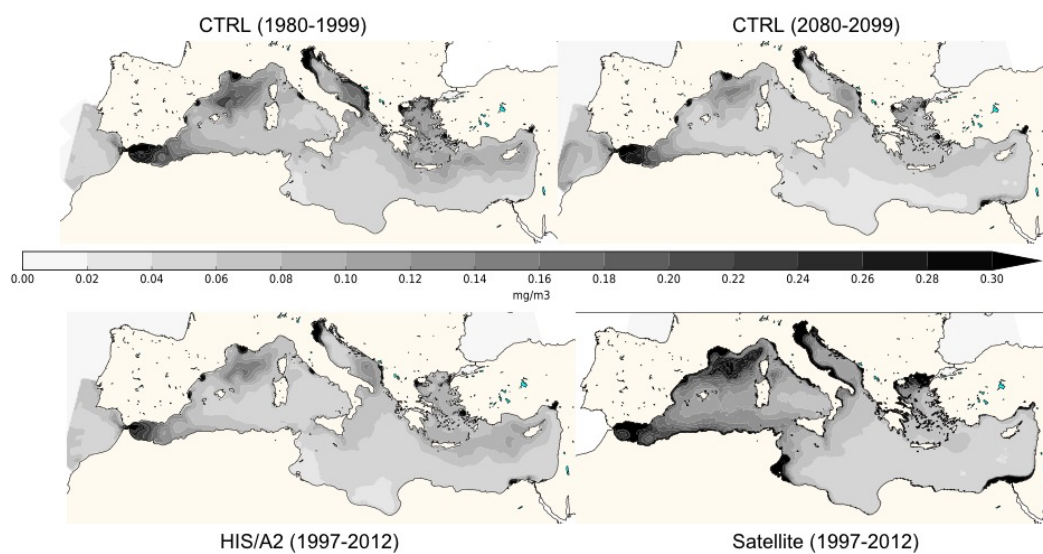 CTRL (1980-1999) CTRL (2080-2099)
0.00 0.02 0.04 0.06 0.08 0.10 0.12 0.14 0.16 0.18 0.20 0.22 0.24 0.26 0.28 0.30
mg/m3
HIS/A2 (1997-2012) Satellite (1997-2012)